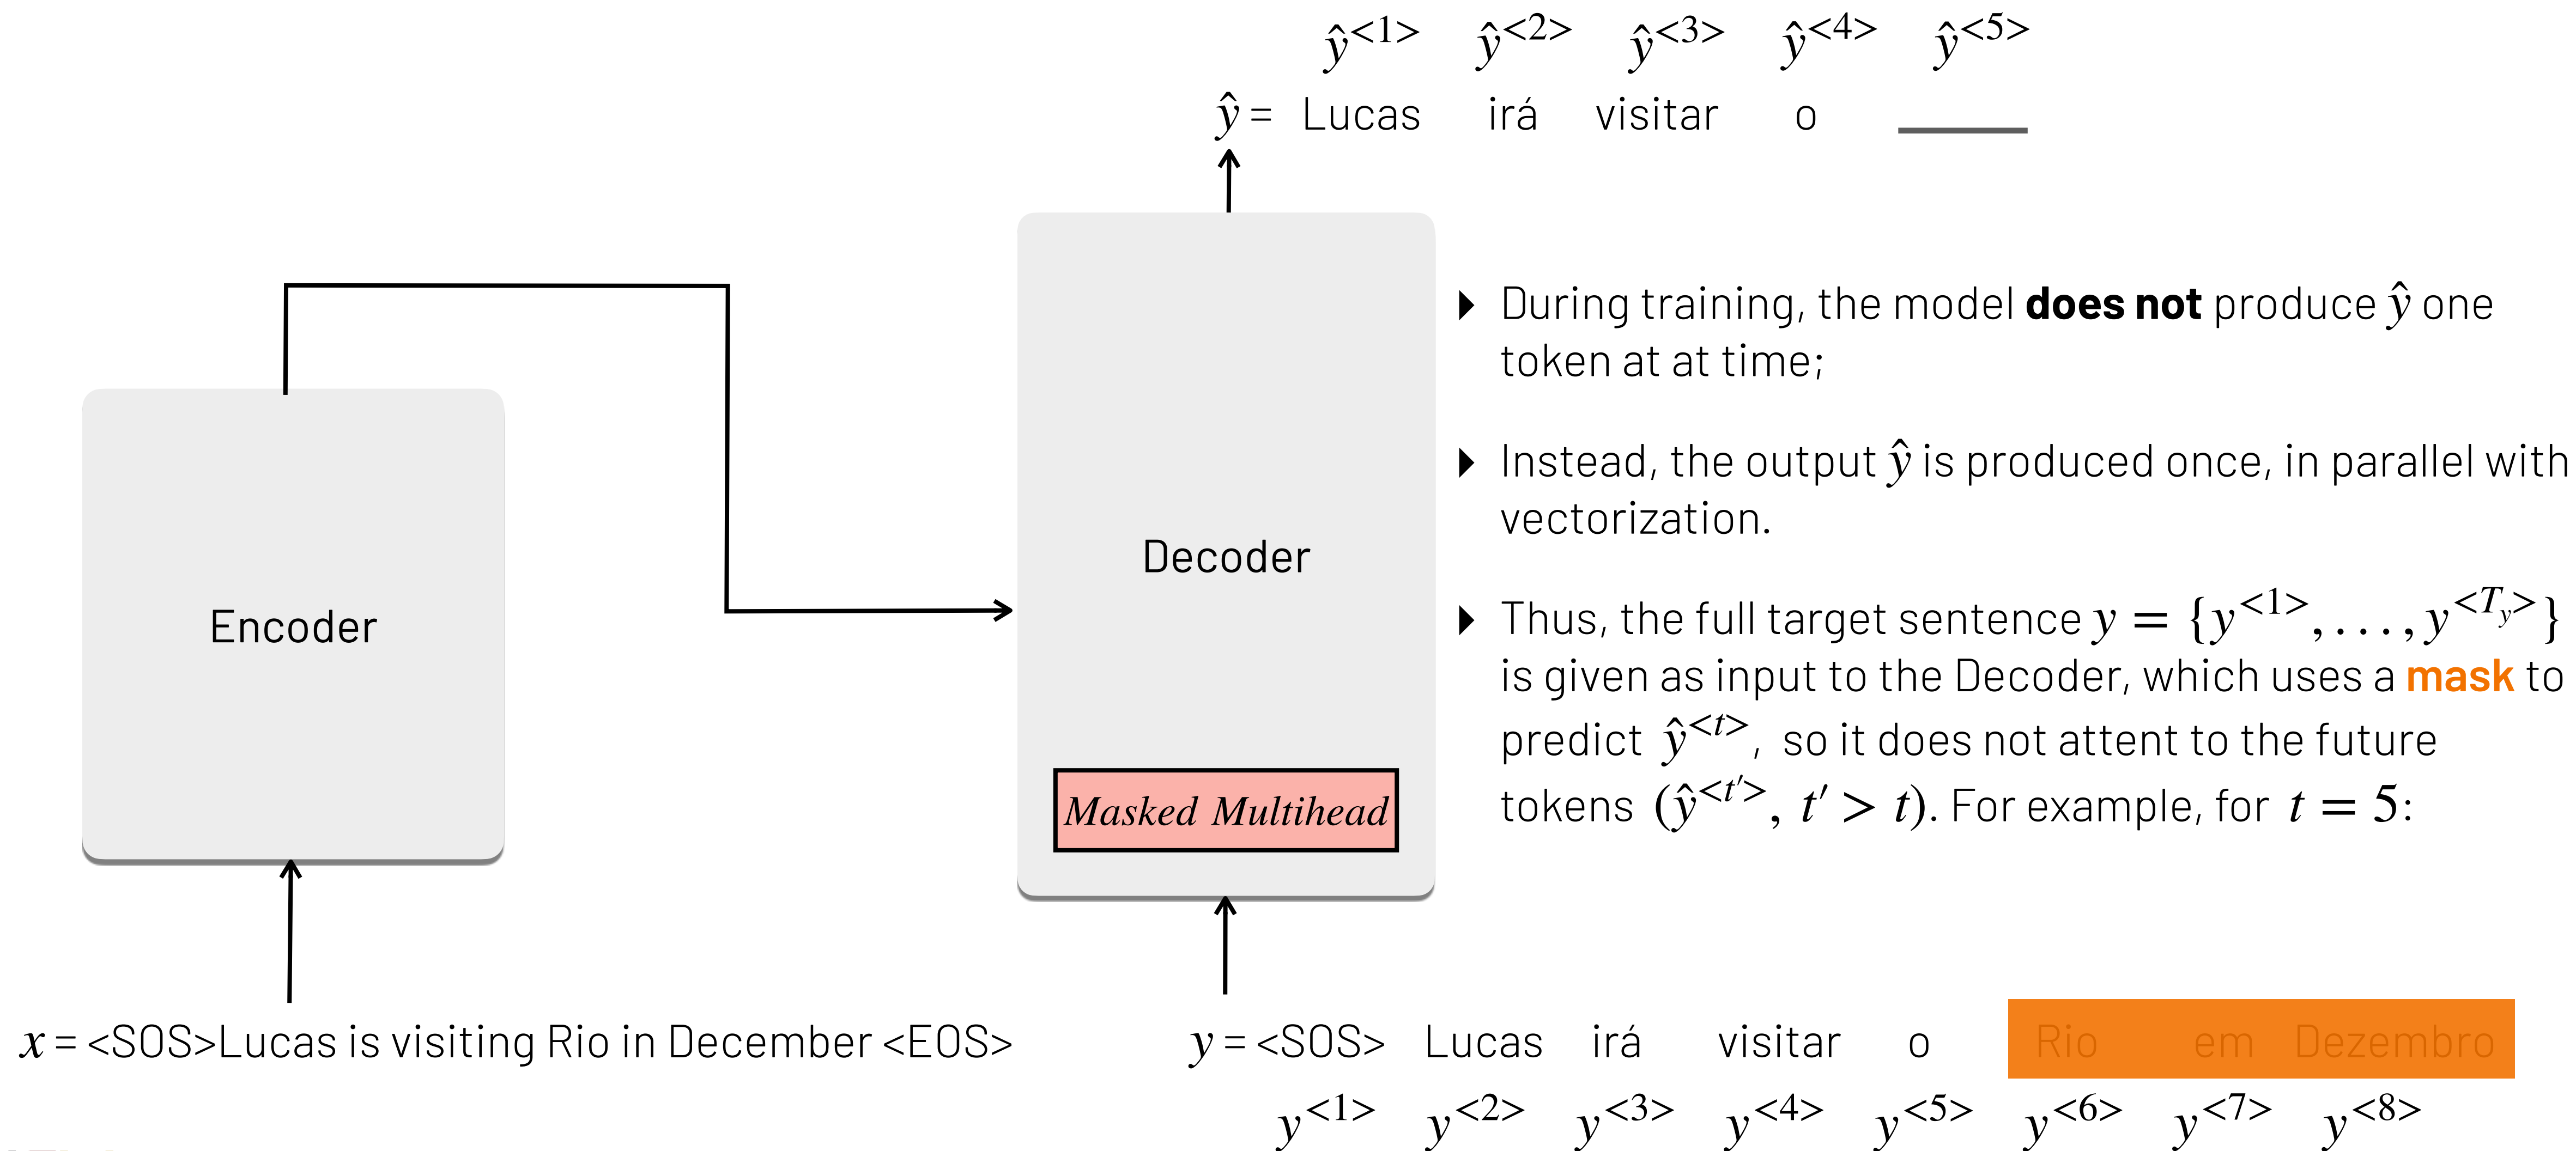 ŷ^<1> ŷ^<2> ŷ^<3> ŷ^<4> ŷ^<5>
ŷ = Lucas irá visitar o ____
▸ During training, the model does not produce ŷ one
token at at time;
▸ Instead, the output ŷ is produced once, in parallel with
vectorization.
▸ Thus, the full target sentence y = {y^<1>, . . . , y^<T_y>}
is given as input to the Decoder, which uses a mask to
predict ŷ^<t>, so it does not attent to the future
tokens (ŷ^<t′>, t′ > t). For example, for t = 5:
Encoder
Decoder
Masked Multihead
x = <SOS>Lucas is visiting Rio in December <EOS>
y = <SOS> Lucas irá visitar o Rio em Dezembro
y^<1> y^<2> y^<3> y^<4> y^<5> y^<6> y^<7> y^<8>